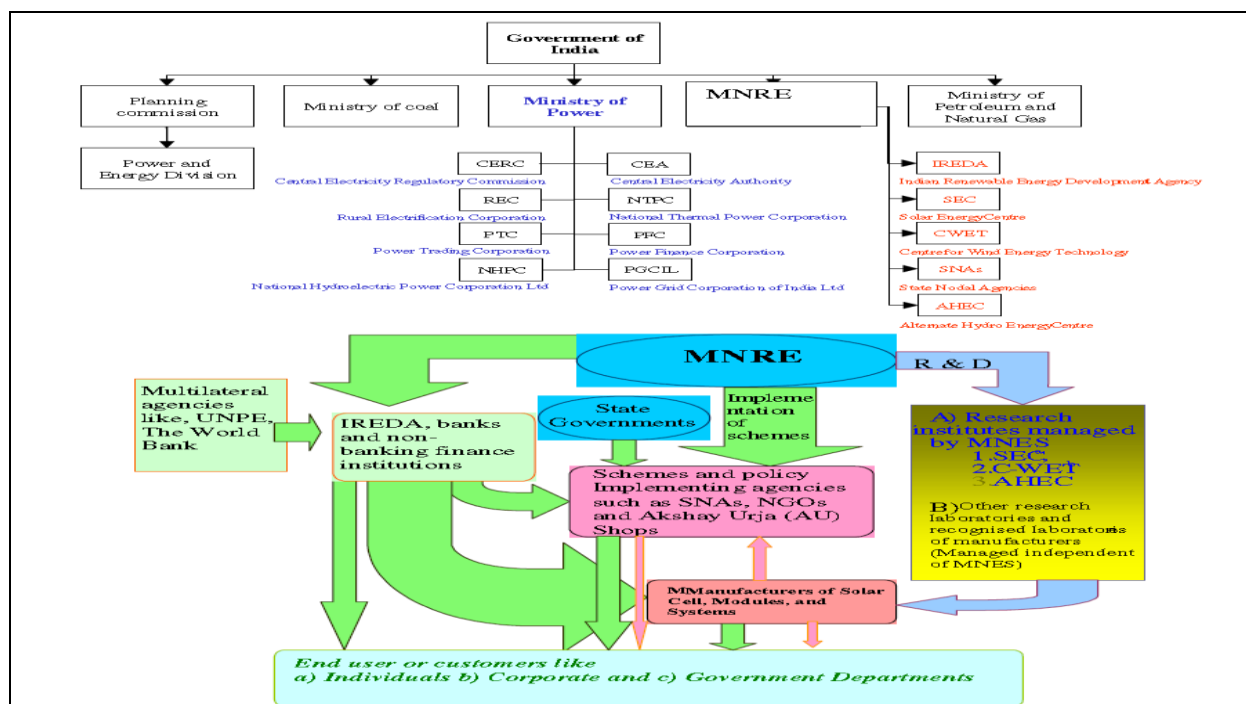 Government of
India
Planning
commission
Ministry of coal
Ministry of
Power
MNRE
Ministry of
Petroleum and
Natural Gas
Power and
Energy Division
CERC
Central Electricity Regulatory Commission
CEA
Central Electricity Authority
REC
Rural Electrification Corporation
NTPC
National Thermal Power Corporation
PTC
Power Trading Corporation
PFC
Power Finance Corporation
NHPC
National Hydroelectric Power Corporation Ltd
PGCIL
Power Grid Corporation of India Ltd
IREDA
Indian Renewable Energy Development Agency
SEC
Solar EnergyCentre
CWET
Centrefor Wind Energy Technology
SNAs
State Nodal Agencies
AHEC
Alternate Hydro EnergyCentre
MNRE
R & D
Multilateral
agencies
like, UNPE,
The World
Bank
IREDA, banks
and non-
banking finance
institutions
State
Governments
Impleme
ntation
of
schemes
Schemes and policy
Implementing agencies
such as SNAs, NGOs
and Akshay Urja (AU)
Shops
A) Research
institutes managed
by MNES
1.SEC,
2.C-WET
3.AHEC
B)Other research
laboratories and
recognised laboratoris
of manufacturers
(Managed independent
of MNES)
MManufacturers of Solar
Cell, Modules, and
Systems
End user or customers like
a) Individuals b) Corporate and c) Government Departments